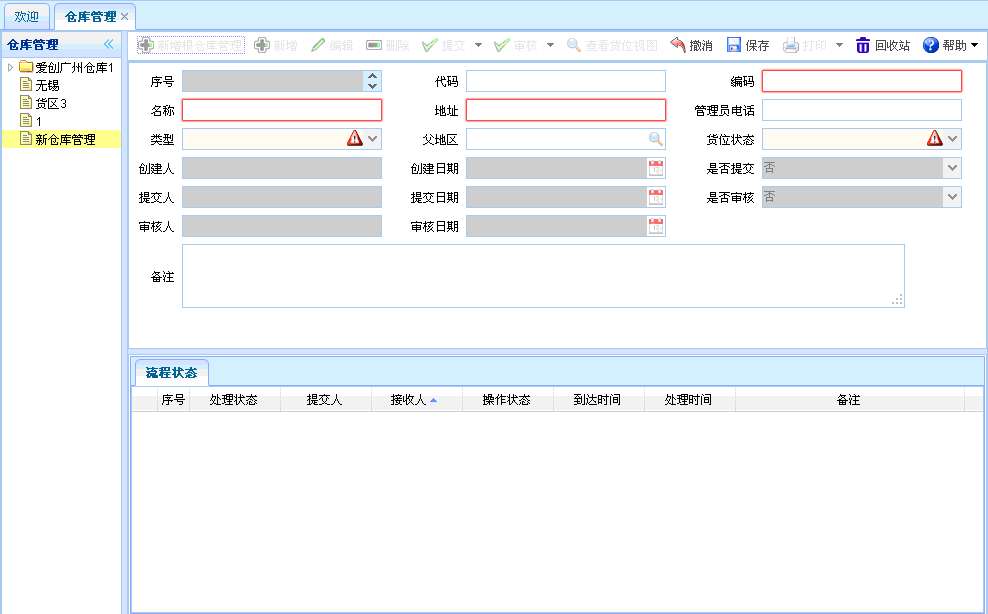 欢迎 仓库管理
仓库管理
爱创广州仓库1
无锡
货区3
1
新仓库管理
新增根仓库管理 新增 编辑 删除 提交 审核 查看货位视图 撤消 保存 打印 回收站 帮助
序号 代码 编码
名称 地址 管理员电话
类型 父地区 货位状态
创建人 创建日期 是否提交 否
提交人 提交日期 是否审核 否
审核人 审核日期
备注
流程状态
序号 处理状态 提交人 接收人 操作状态 到达时间 处理时间 备注